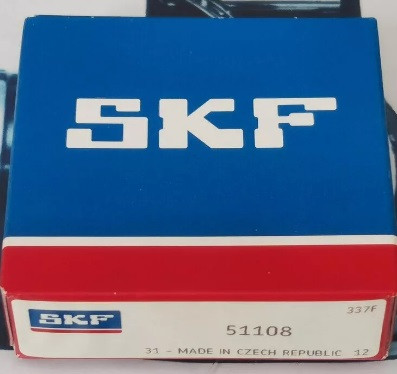 SKF
337F
SKF
51108
31 - MADE IN CZECH REPUBLIC 12